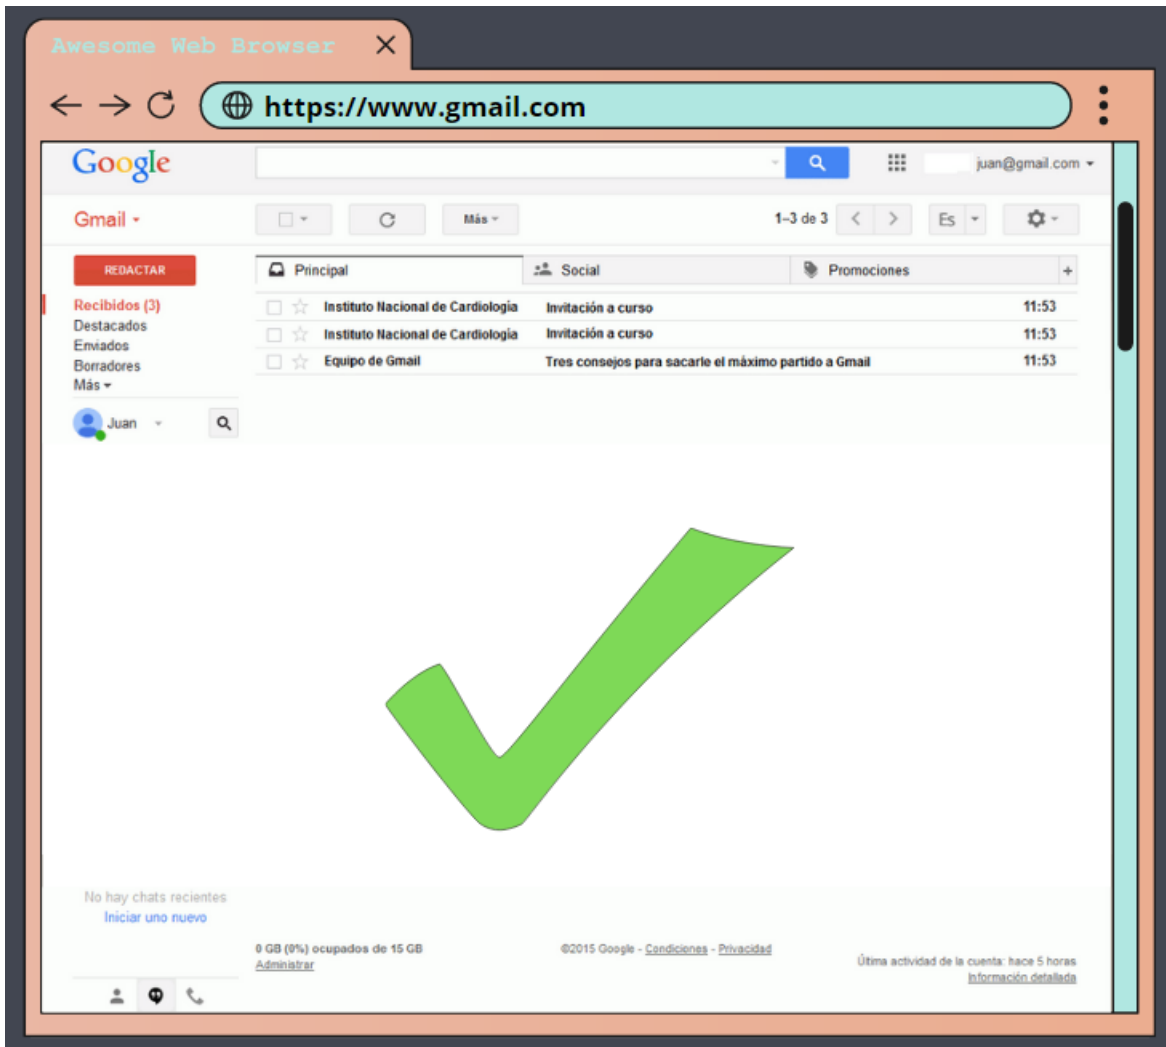 Awesome Web Browser
https://www.gmail.com
Google
juan@gmail.com
Gmail
Más
1–3 de 3
Es
REDACTAR
Principal
Social
Promociones
Recibidos (3)
Destacados
Enviados
Borradores
Más
Instituto Nacional de Cardiología Invitación a curso 11:53
Instituto Nacional de Cardiología Invitación a curso 11:53
Equipo de Gmail Tres consejos para sacarle el máximo partido a Gmail 11:53
Juan
No hay chats recientes
Iniciar uno nuevo
0 GB (0%) ocupados de 15 GB
Administrar
©2015 Google - Condiciones - Privacidad
Última actividad de la cuenta: hace 5 horas
Información detallada